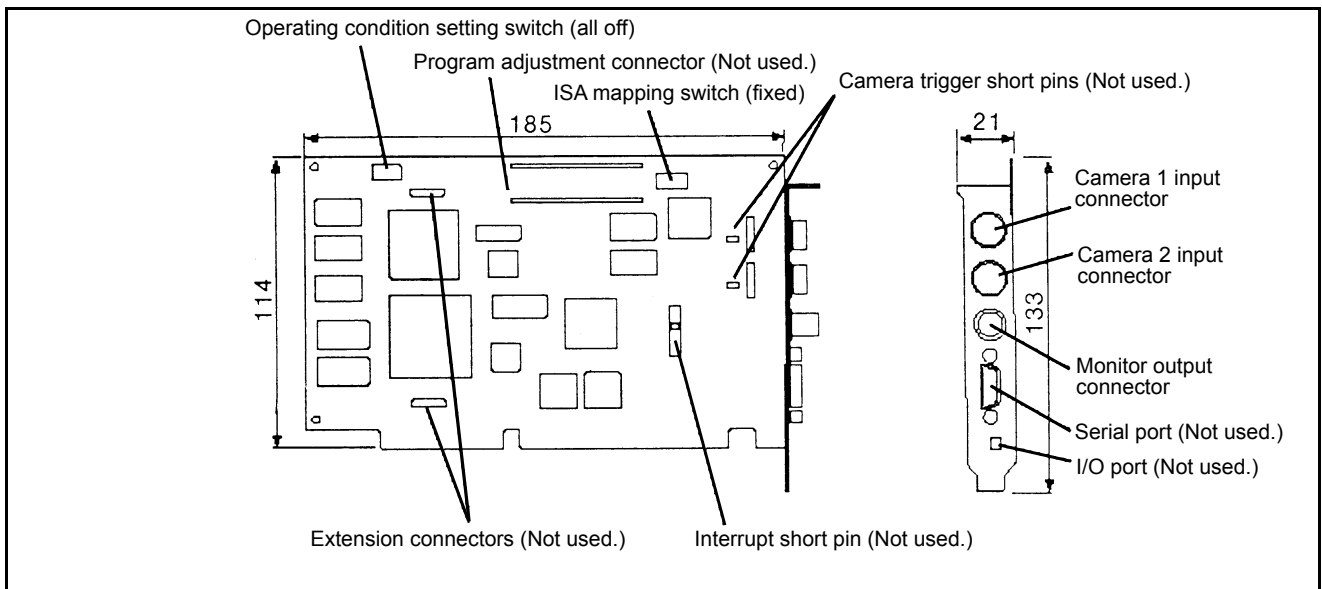 Operating condition setting switch (all off)
Program adjustment connector (Not used.)
ISA mapping switch (fixed)
Camera trigger short pins (Not used.)
185
21
114
133
Camera 1 input
connector
Camera 2 input
connector
Monitor output
connector
Serial port (Not used.)
I/O port (Not used.)
Extension connectors (Not used.)
Interrupt short pin (Not used.)